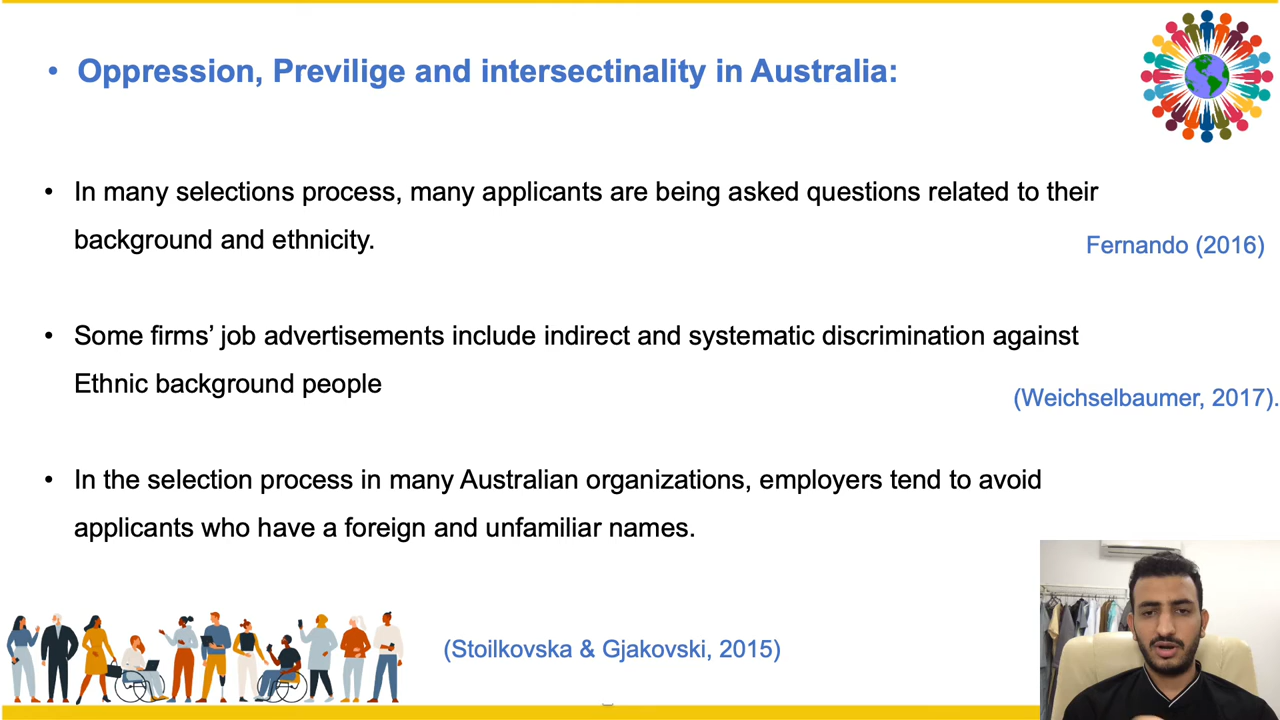 • Oppression, Previlige and intersectinality in Australia:
• In many selections process, many applicants are being asked questions related to their
background and ethnicity.
Fernando (2016)
• Some firms’ job advertisements include indirect and systematic discrimination against
Ethnic background people
(Weichselbaumer, 2017).
• In the selection process in many Australian organizations, employers tend to avoid
applicants who have a foreign and unfamiliar names.
(Stoilkovska & Gjakovski, 2015)